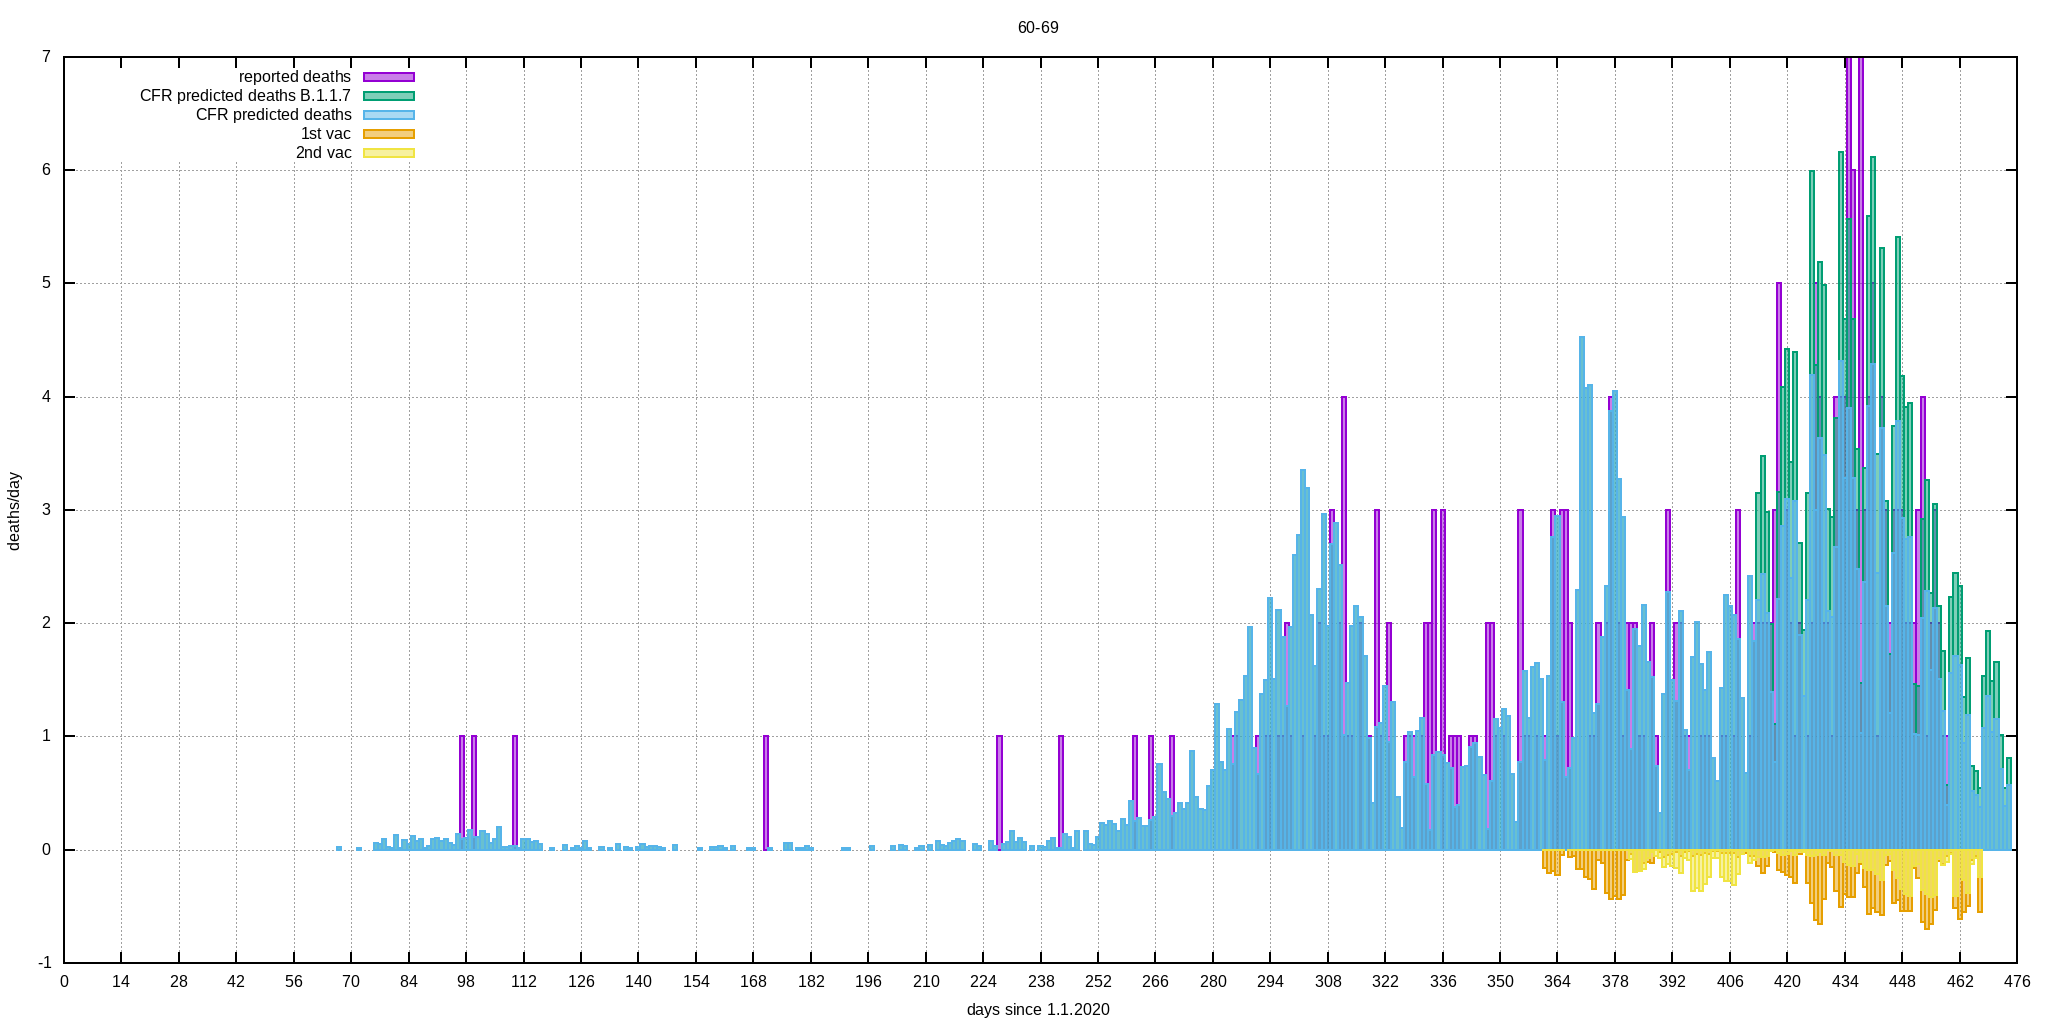 60-69
reported deaths
CFR predicted deaths B.1.1.7
CFR predicted deaths
1st vac
2nd vac
7
6
5
4
3
2
1
0
-1
deaths/day
0 14 28 42 56 70 84 98 112 126 140 154 168 182 196 210 224 238 252 266 280 294 308 322 336 350 364 378 392 406 420 434 448 462 476
days since 1.1.2020